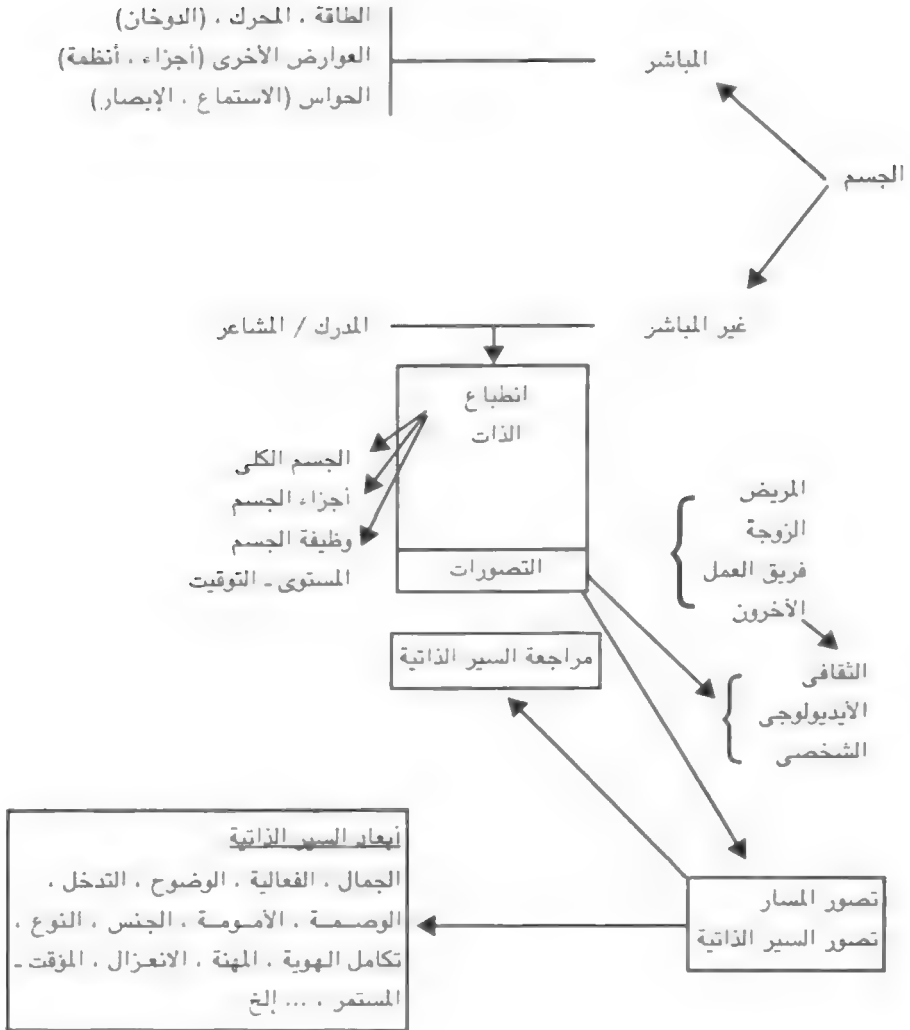 الطاقة ، المحرك ، (الدوخان)
العوارض الأخرى (أجزاء ، أنظمة)
الحواس (الاستماع ، الإبصار)
المباشر
الجسم
غير المباشر
المدرك / المشاعر
انطباع
الذات
الجسم الكلى
أجزاء الجسم
وظيفة الجسم
المستوى ـ التوقيت
التصورات
المريض
الزوجة
فريق العمل
الآخرون
الثقافى
الأيديولوجى
الشخصى
مراجعة السير الذاتية
تصور المسار
تصور السير الذاتية
أبعاد السير الذاتية
الجمال ، الفعالية ، الوضوح ، التدخل ،
الوصمة ، الأمومة ، الجنس ، النوع ،
تكامل الهوية ، المهنة ، الانعزال ، المؤقت ـ
المستمر ، ... إلخ